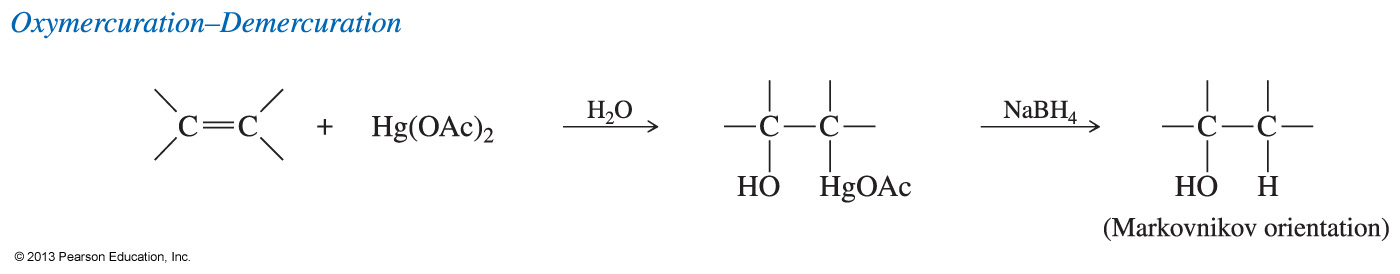 Oxymercuration–Demercuration
C=C + Hg(OAc)₂ H₂O —C—C— NaBH₄ —C—C—
HO HgOAc HO H
(Markovnikov orientation)
© 2013 Pearson Education, Inc.